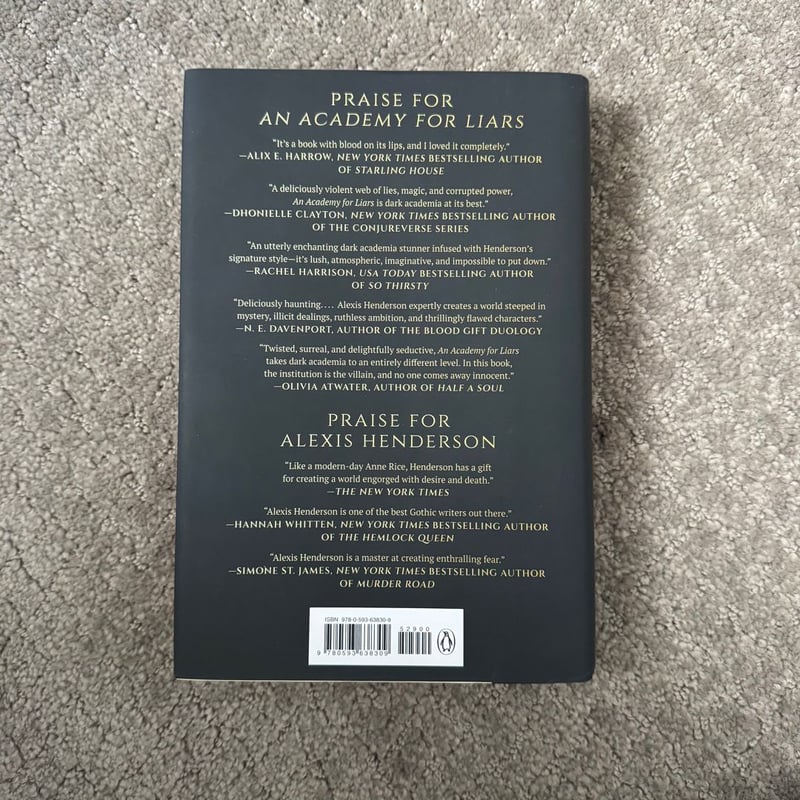 PRAISE FOR
AN ACADEMY FOR LIARS
“It’s a book with blood on its lips, and I loved it completely.”
—ALIX E. HARROW, NEW YORK TIMES BESTSELLING AUTHOR
OF STARLING HOUSE
“A deliciously violent web of lies, magic, and corrupted power,
An Academy for Liars is dark academia at its best.”
—DHONIELLE CLAYTON, NEW YORK TIMES BESTSELLING AUTHOR
OF THE CONJUREVERSE SERIES
“An utterly enchanting dark academia stunner infused with Henderson’s
signature style—it’s lush, atmospheric, imaginative, and impossible to put down.”
—RACHEL HARRISON, USA TODAY BESTSELLING AUTHOR
OF SO THIRSTY
“Deliciously haunting.... Alexis Henderson expertly creates a world steeped in
mystery, illicit dealings, ruthless ambition, and thrillingly flawed characters.”
—N. E. DAVENPORT, AUTHOR OF THE BLOOD GIFT DUOLOGY
“Twisted, surreal, and delightfully seductive, An Academy for Liars
takes dark academia to an entirely different level. In this book,
the institution is the villain, and no one comes away innocent.”
—OLIVIA ATWATER, AUTHOR OF HALF A SOUL
PRAISE FOR
ALEXIS HENDERSON
“Like a modern-day Anne Rice, Henderson has a gift
for creating a world engorged with desire and death.”
—THE NEW YORK TIMES
“Alexis Henderson is one of the best Gothic writers out there.”
—HANNAH WHITTEN, NEW YORK TIMES BESTSELLING AUTHOR
OF THE HEMLOCK QUEEN
“Alexis Henderson is a master at creating enthralling fear.”
—SIMONE ST. JAMES, NEW YORK TIMES BESTSELLING AUTHOR
OF MURDER ROAD
ISBN 978-0-593-63830-9
52900
9 780593 638309